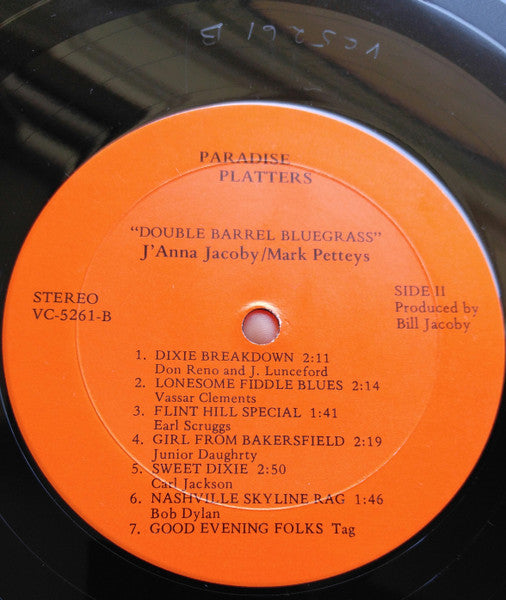 VC5261 B
PARADISE
PLATTERS
"DOUBLE BARREL BLUEGRASS"
J'Anna Jacoby/Mark Petteys
STEREO
VC-5261-B
SIDE II
Produced by
Bill Jacoby
1. DIXIE BREAKDOWN 2:11
Don Reno and J. Lunceford
2. LONESOME FIDDLE BLUES 2:14
Vassar Clements
3. FLINT HILL SPECIAL 1:41
Earl Scruggs
4. GIRL FROM BAKERSFIELD 2:19
Junior Daughrty
5. SWEET DIXIE 2:50
Carl Jackson
6. NASHVILLE SKYLINE RAG 1:46
Bob Dylan
7. GOOD EVENING FOLKS Tag